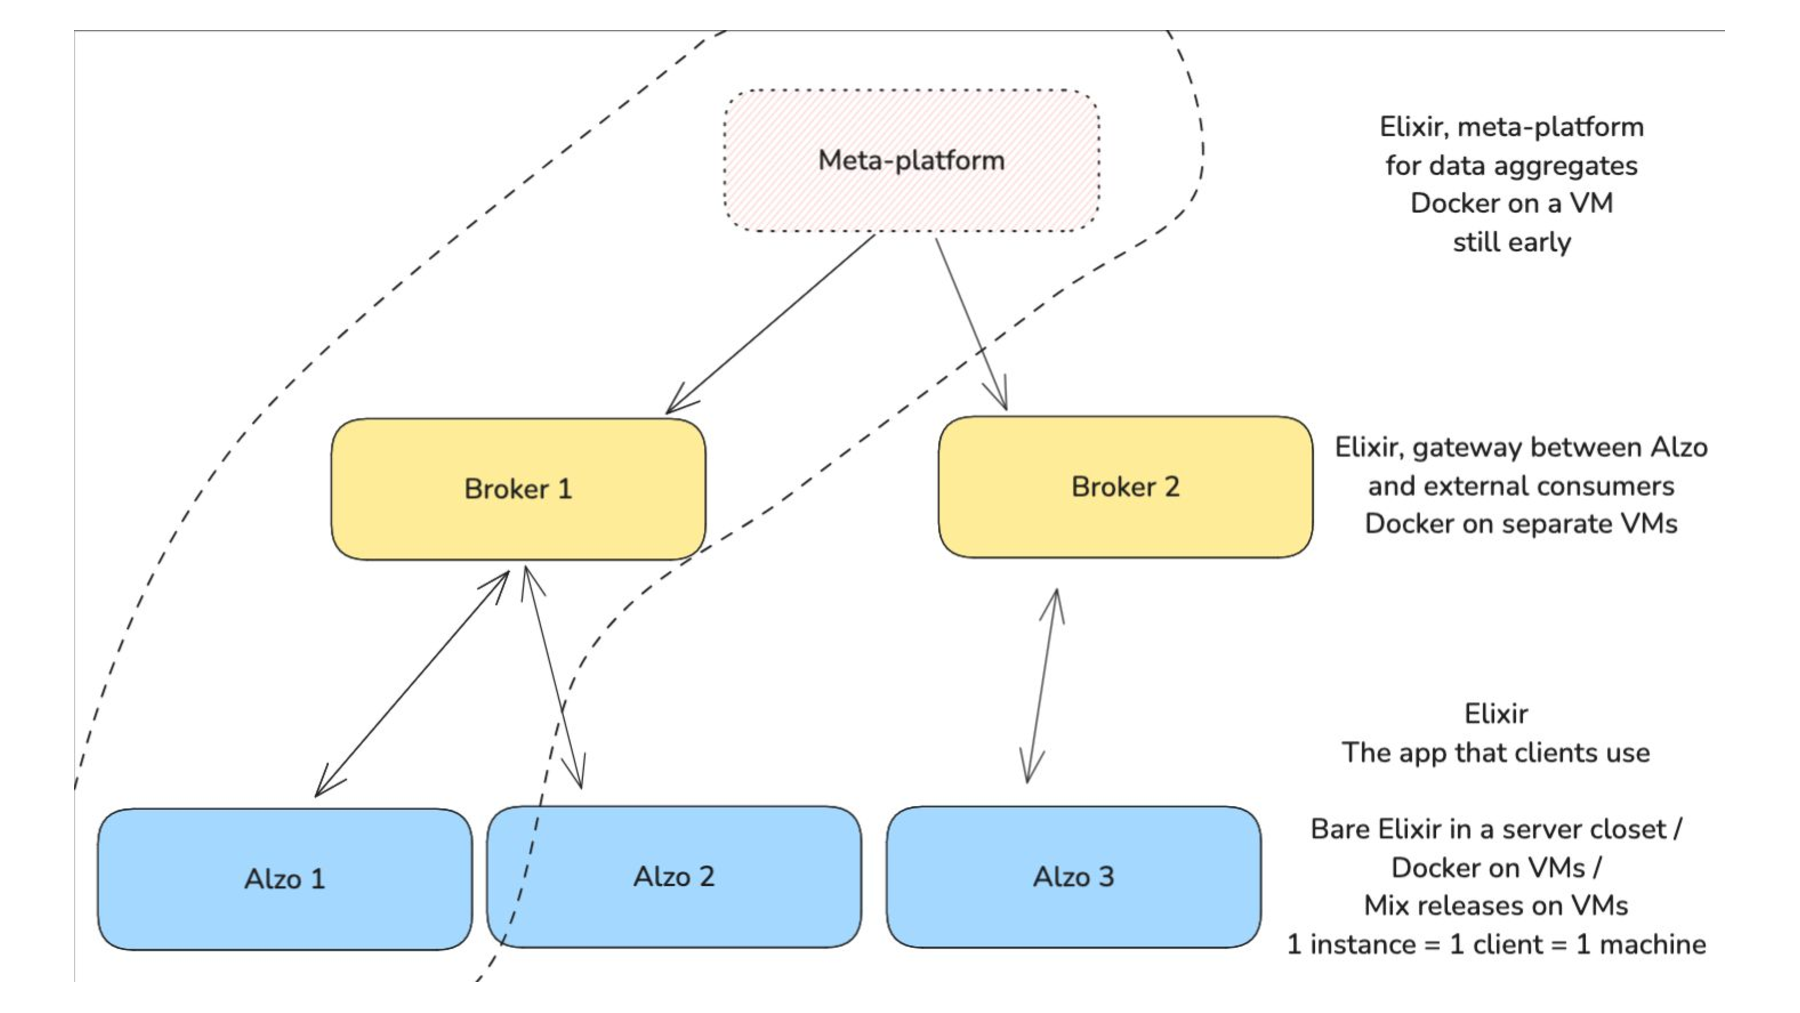 Meta-platform
Elixir, meta-platform
for data aggregates
Docker on a VM
still early
Broker 1
Broker 2
Elixir, gateway between Alzo
and external consumers
Docker on separate VMs
Alzo 1
Alzo 2
Alzo 3
Elixir
The app that clients use
Bare Elixir in a server closet /
Docker on VMs /
Mix releases on VMs
1 instance = 1 client = 1 machine